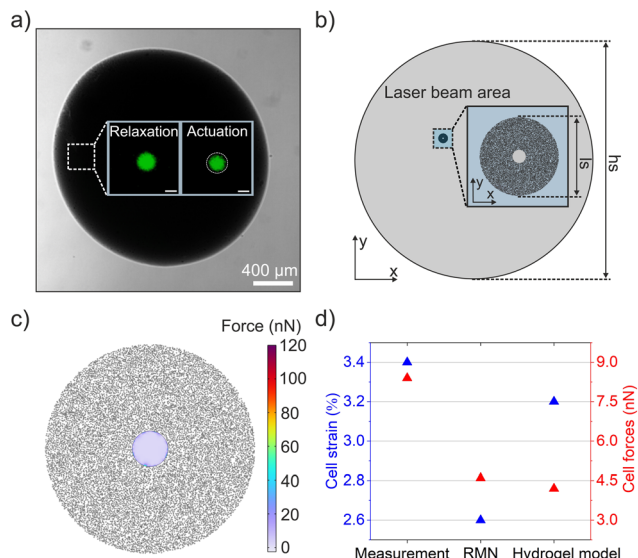 a)
Relaxation
Actuation
400 µm
b)
Laser beam area
hs
ls
y
x
y
x
c)
Force (nN)
120
100
80
60
40
20
0
d)
Cell strain (%)
3.4
3.2
3.0
2.8
2.6
9.0
7.5
6.0
4.5
3.0
Cell forces (nN)
Measurement
RMN
Hydrogel model